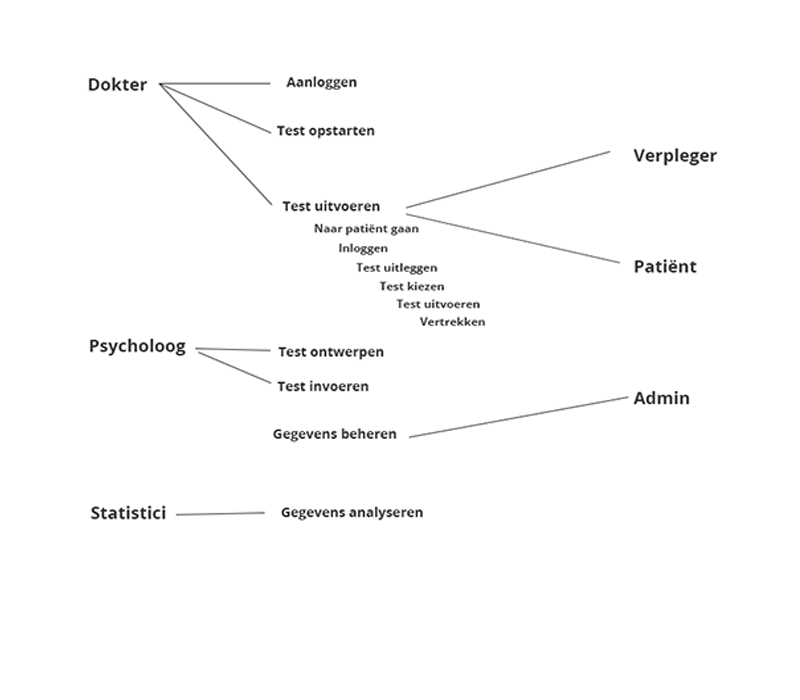 Dokter
Aanloggen
Test opstarten
Verpleger
Test uitvoeren
Naar patiënt gaan
Inloggen
Patiënt
Test uitleggen
Test kiezen
Test uitvoeren
Vertrekken
Psycholoog
Test ontwerpen
Test invoeren
Admin
Gegevens beheren
Statistici
Gegevens analyseren